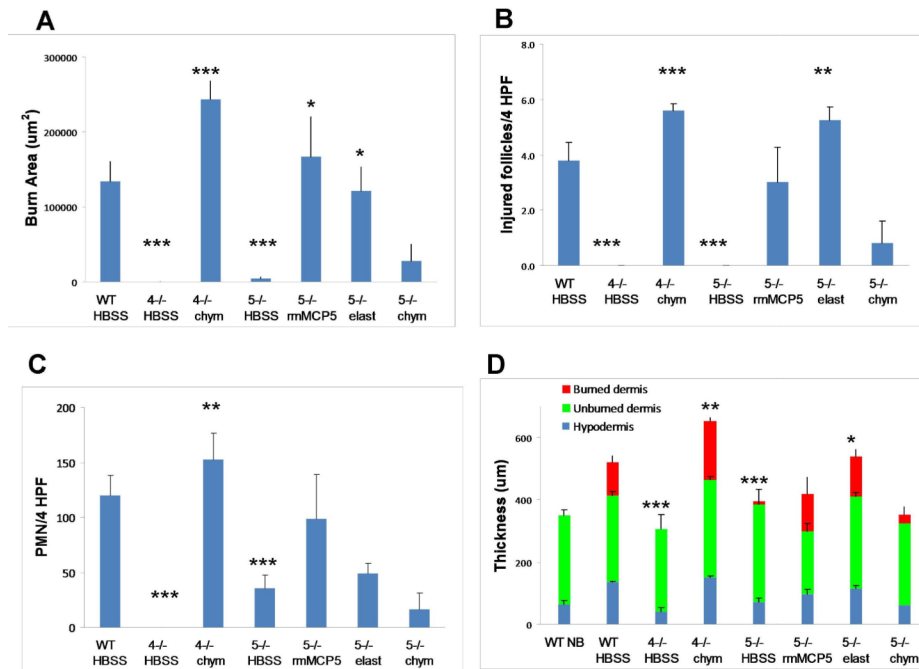 A
Burn Area (um²)
300000
200000
100000
0
***
***
***
*
*
WT 4-/- 4-/- 5-/- 5-/- 5-/- 5-/-
HBSS HBSS chym HBSS rmMCP5 elast chym
B
Injured follicles/4 HPF
8.0
6.0
4.0
2.0
0.0
***
***
***
**
WT 4-/- 4-/- 5-/- 5-/- 5-/- 5-/-
HBSS HBSS chym HBSS rmMCP5 elast chym
C
PMN/4 HPF
200
150
100
50
0
***
**
***
WT 4-/- 4-/- 5-/- 5-/- 5-/- 5-/-
HBSS HBSS chym HBSS rmMCP5 elast chym
D
Burned dermis
Unburned dermis
Hypodermis
Thickness (um)
600
400
200
0
***
**
***
*
WT NB WT 4-/- 4-/- 5-/- 5-/- 5-/- 5-/-
HBSS HBSS chym HBSS rmMCP5 elast chym